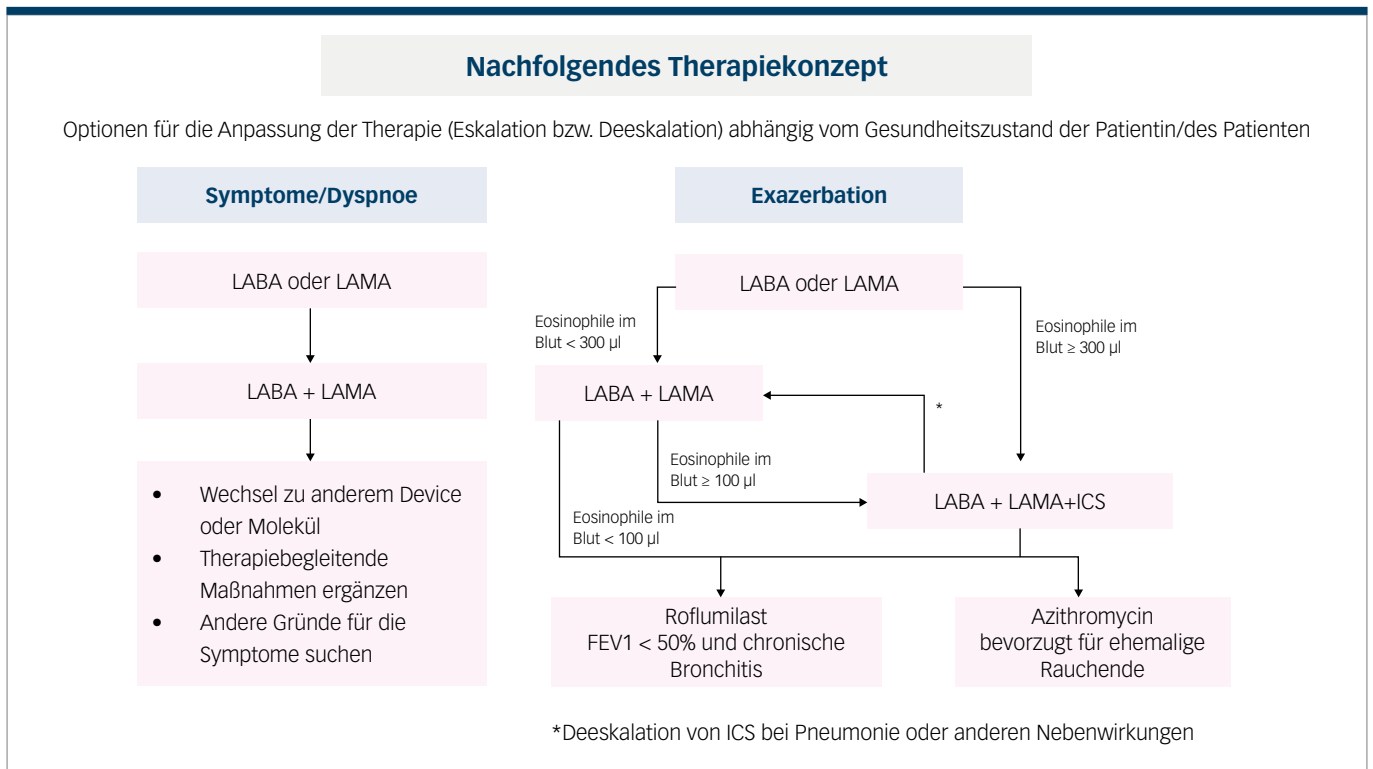 Nachfolgendes Therapiekonzept
Optionen für die Anpassung der Therapie (Eskalation bzw. Deeskalation) abhängig vom Gesundheitszustand der Patientin/des Patienten
Symptome/Dyspnoe
LABA oder LAMA
LABA + LAMA
• Wechsel zu anderem Device
oder Molekül
• Therapiebegleitende
Maßnahmen ergänzen
• Andere Gründe für die
Symptome suchen
Exazerbation
LABA oder LAMA
Eosinophile im
Blut < 300 µl
Eosinophile im
Blut ≥ 300 µl
LABA + LAMA
*
Eosinophile im
Blut ≥ 100 µl
LABA + LAMA+ICS
Eosinophile im
Blut < 100 µl
Roflumilast
FEV1 < 50% und chronische
Bronchitis
Azithromycin
bevorzugt für ehemalige
Rauchende
*Deeskalation von ICS bei Pneumonie oder anderen Nebenwirkungen